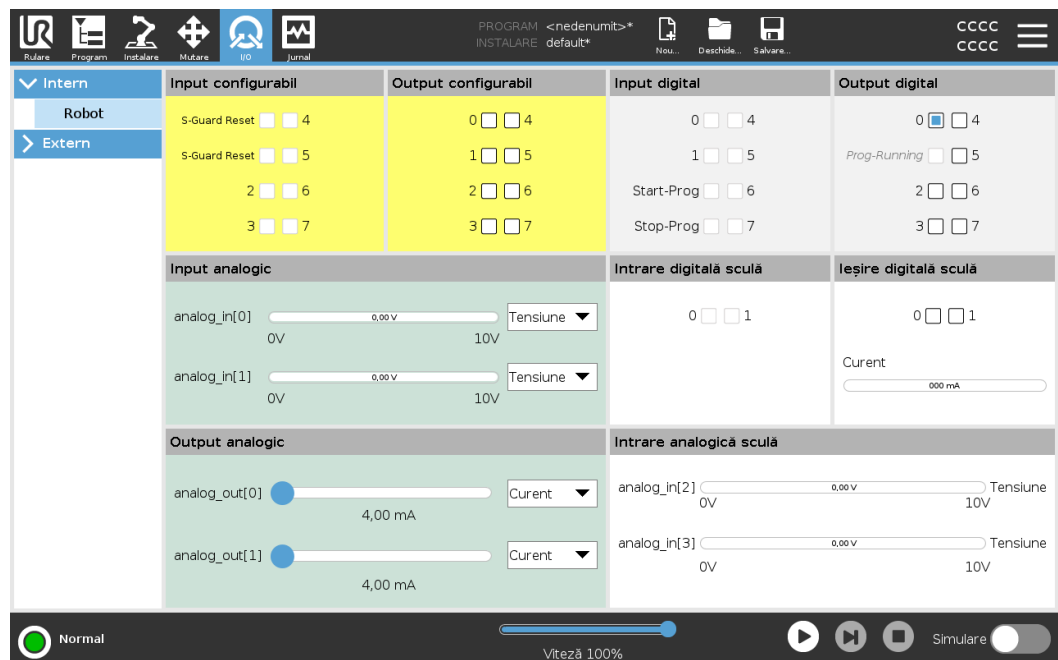 UR
Rulare
Program
Instalare
Mutare
I/O
Jurnal
PROGRAM <nedenumit>*
INSTALARE default*
Nou...
Deschide...
Salvare...
CCCC
CCCC
Intern
Robot
Extern
Input configurabil
S-Guard Reset 4
S-Guard Reset 5
2 6
3 7
Output configurabil
0 4
1 5
2 6
3 7
Input digital
0 4
1 5
Start-Prog 6
Stop-Prog 7
Output digital
0 4
Prog-Running 5
2 6
3 7
Input analogic
analog_in[0] 0,00 V Tensiune
0V 10V
analog_in[1] 0,00 V Tensiune
0V 10V
Intrare digitală sculă
0 1
Ieșire digitală sculă
0 1
Curent
000 mA
Output analogic
analog_out[0] Curent
4,00 mA
analog_out[1] Curent
4,00 mA
Intrare analogică sculă
analog_in[2] 0,00 V Tensiune
0V 10V
analog_in[3] 0,00 V Tensiune
0V 10V
Normal
Viteză 100%
Simulare